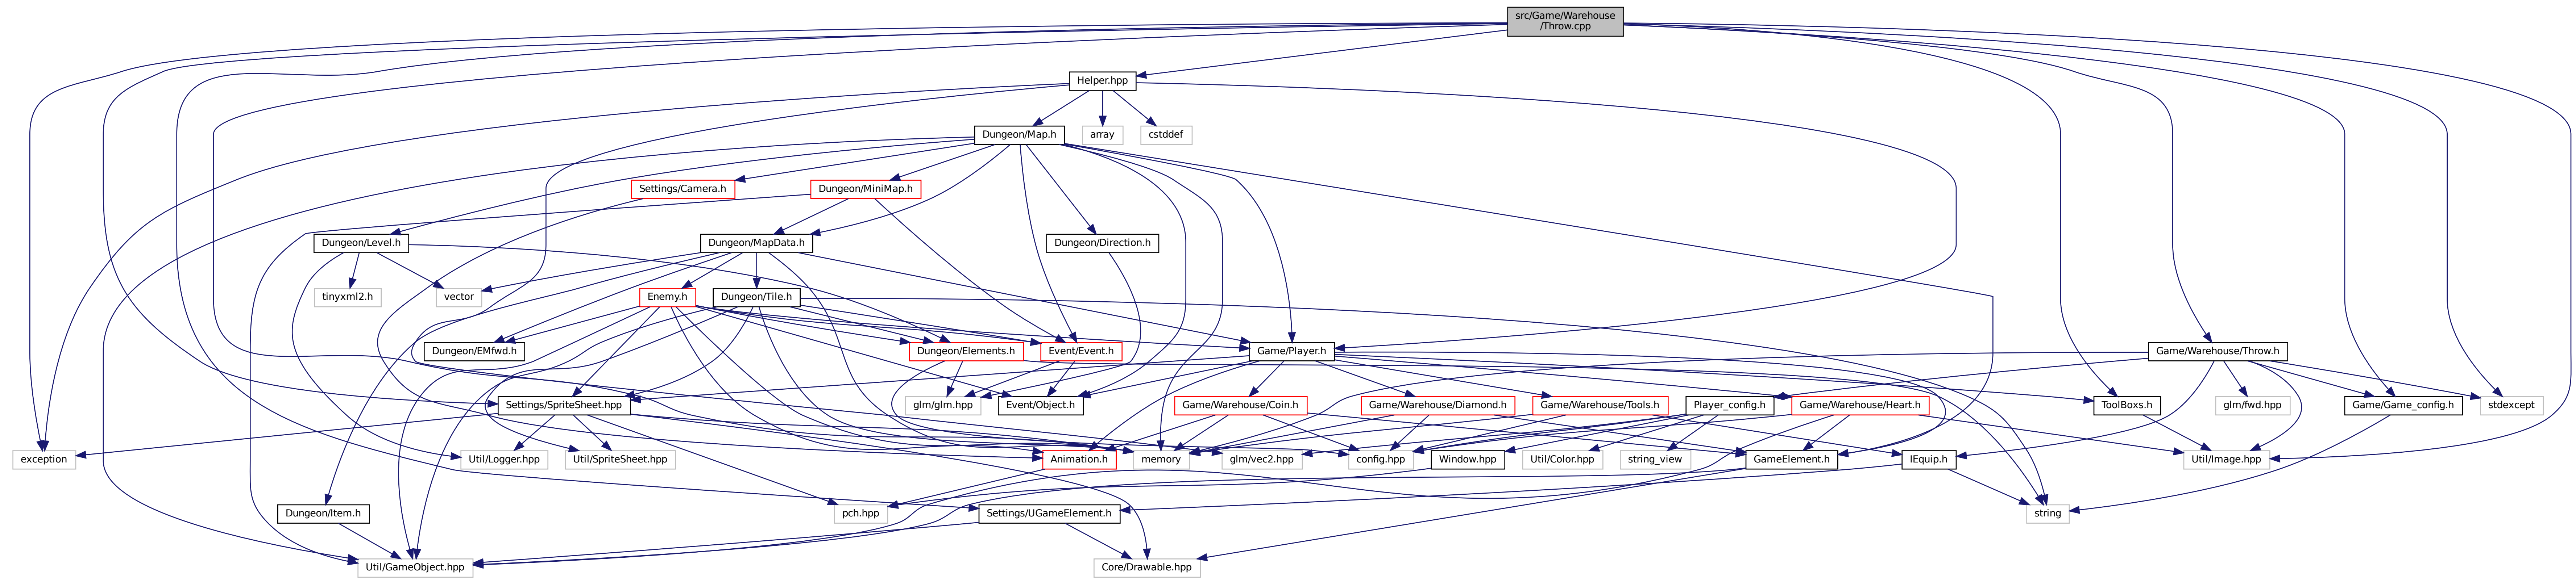 src/Game/Warehouse
/Throw.cpp
Helper.hpp
Dungeon/Map.h
array
cstddef
Settings/Camera.h
Dungeon/MiniMap.h
Dungeon/Level.h
Dungeon/MapData.h
Dungeon/Direction.h
tinyxml2.h
vector
Enemy.h
Dungeon/Tile.h
Dungeon/EMfwd.h
Dungeon/Elements.h
Event/Event.h
Game/Player.h
Game/Warehouse/Throw.h
glm/glm.hpp
Event/Object.h
Settings/SpriteSheet.hpp
Game/Warehouse/Coin.h
Game/Warehouse/Diamond.h
Game/Warehouse/Tools.h
Player_config.h
Game/Warehouse/Heart.h
ToolBoxs.h
glm/fwd.hpp
Game/Game_config.h
stdexcept
exception
Util/Logger.hpp
Util/SpriteSheet.hpp
Animation.h
memory
glm/vec2.hpp
config.hpp
Window.hpp
Util/Color.hpp
string_view
GameElement.h
IEquip.h
Util/Image.hpp
Dungeon/Item.h
pch.hpp
Settings/UGameElement.h
string
Util/GameObject.hpp
Core/Drawable.hpp